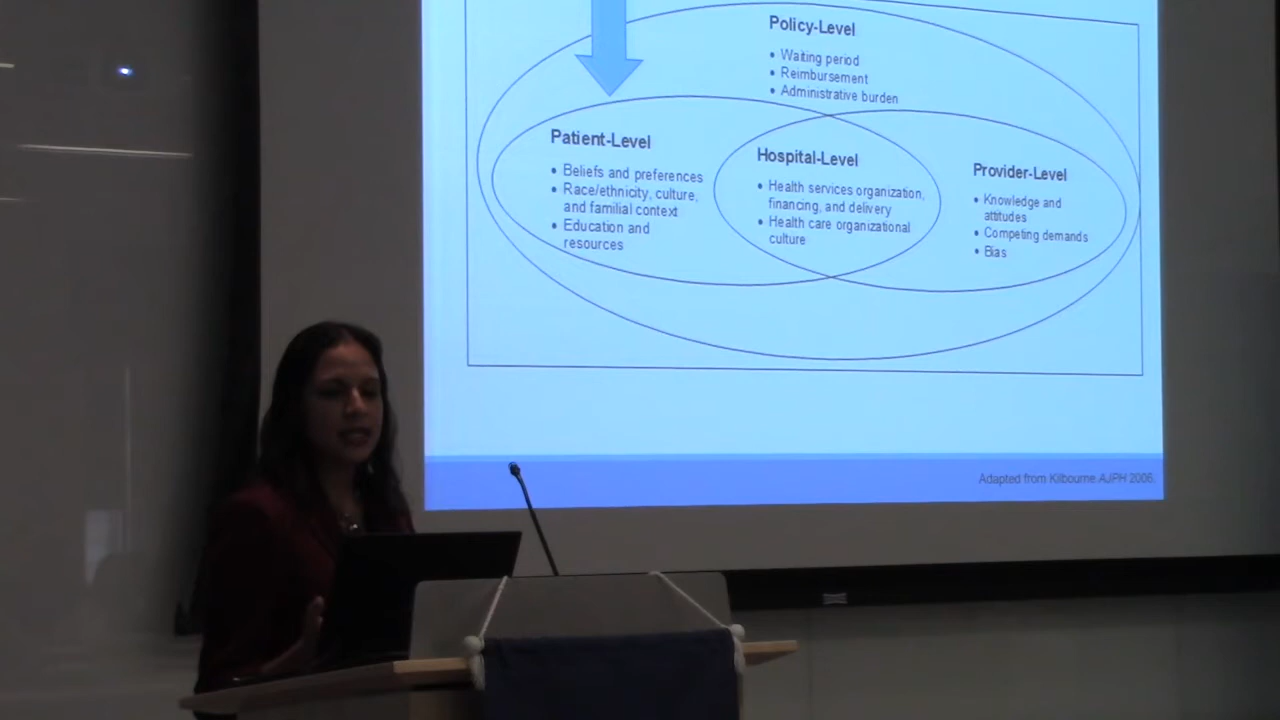 Policy-Level
• Waiting period
• Reimbursement
• Administrative burden
Patient-Level
• Beliefs and preferences
• Race/ethnicity, culture,
and familial context
• Education and
resources
Hospital-Level
• Health services organization,
financing, and delivery
• Health care organizational
culture
Provider-Level
• Knowledge and
attitudes
• Competing demands
• Bias
Adapted from Kilbourne AJPH 2006.